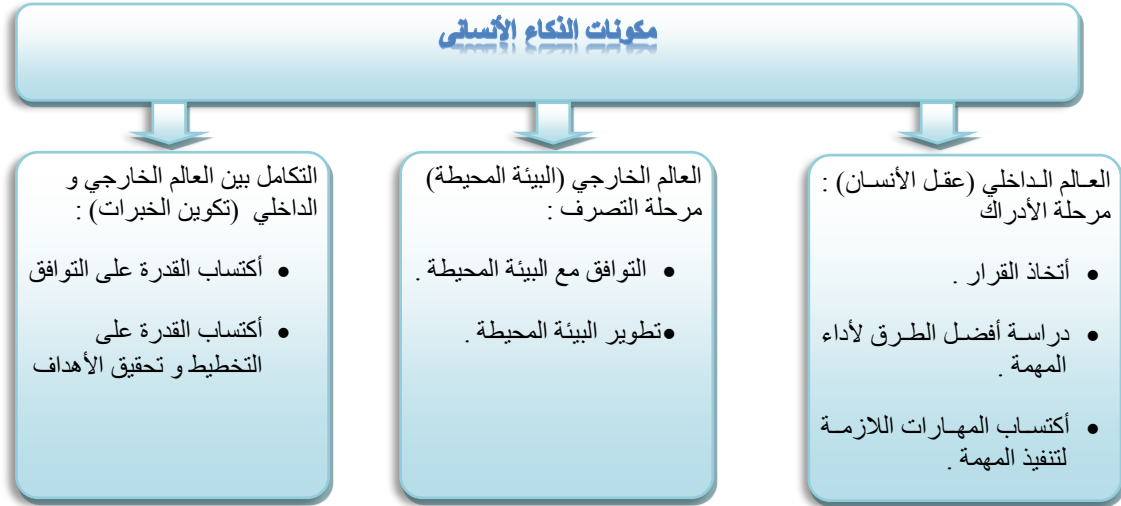 مكونات الذكاء الأنسانى
العالم الداخلي (عقل الأنسان) :
مرحلة الأدراك
• أتخاذ القرار .
• دراسة أفضل الطرق لأداء
المهمة .
• أكتساب المهارات اللازمة
لتنفيذ المهمة .
العالم الخارجي (البيئة المحيطة)
مرحلة التصرف :
• التوافق مع البيئة المحيطة .
•تطوير البيئة المحيطة .
التكامل بين العالم الخارجي و
الداخلي (تكوين الخبرات) :
• أكتساب القدرة على التوافق
• أكتساب القدرة على
التخطيط و تحقيق الأهداف